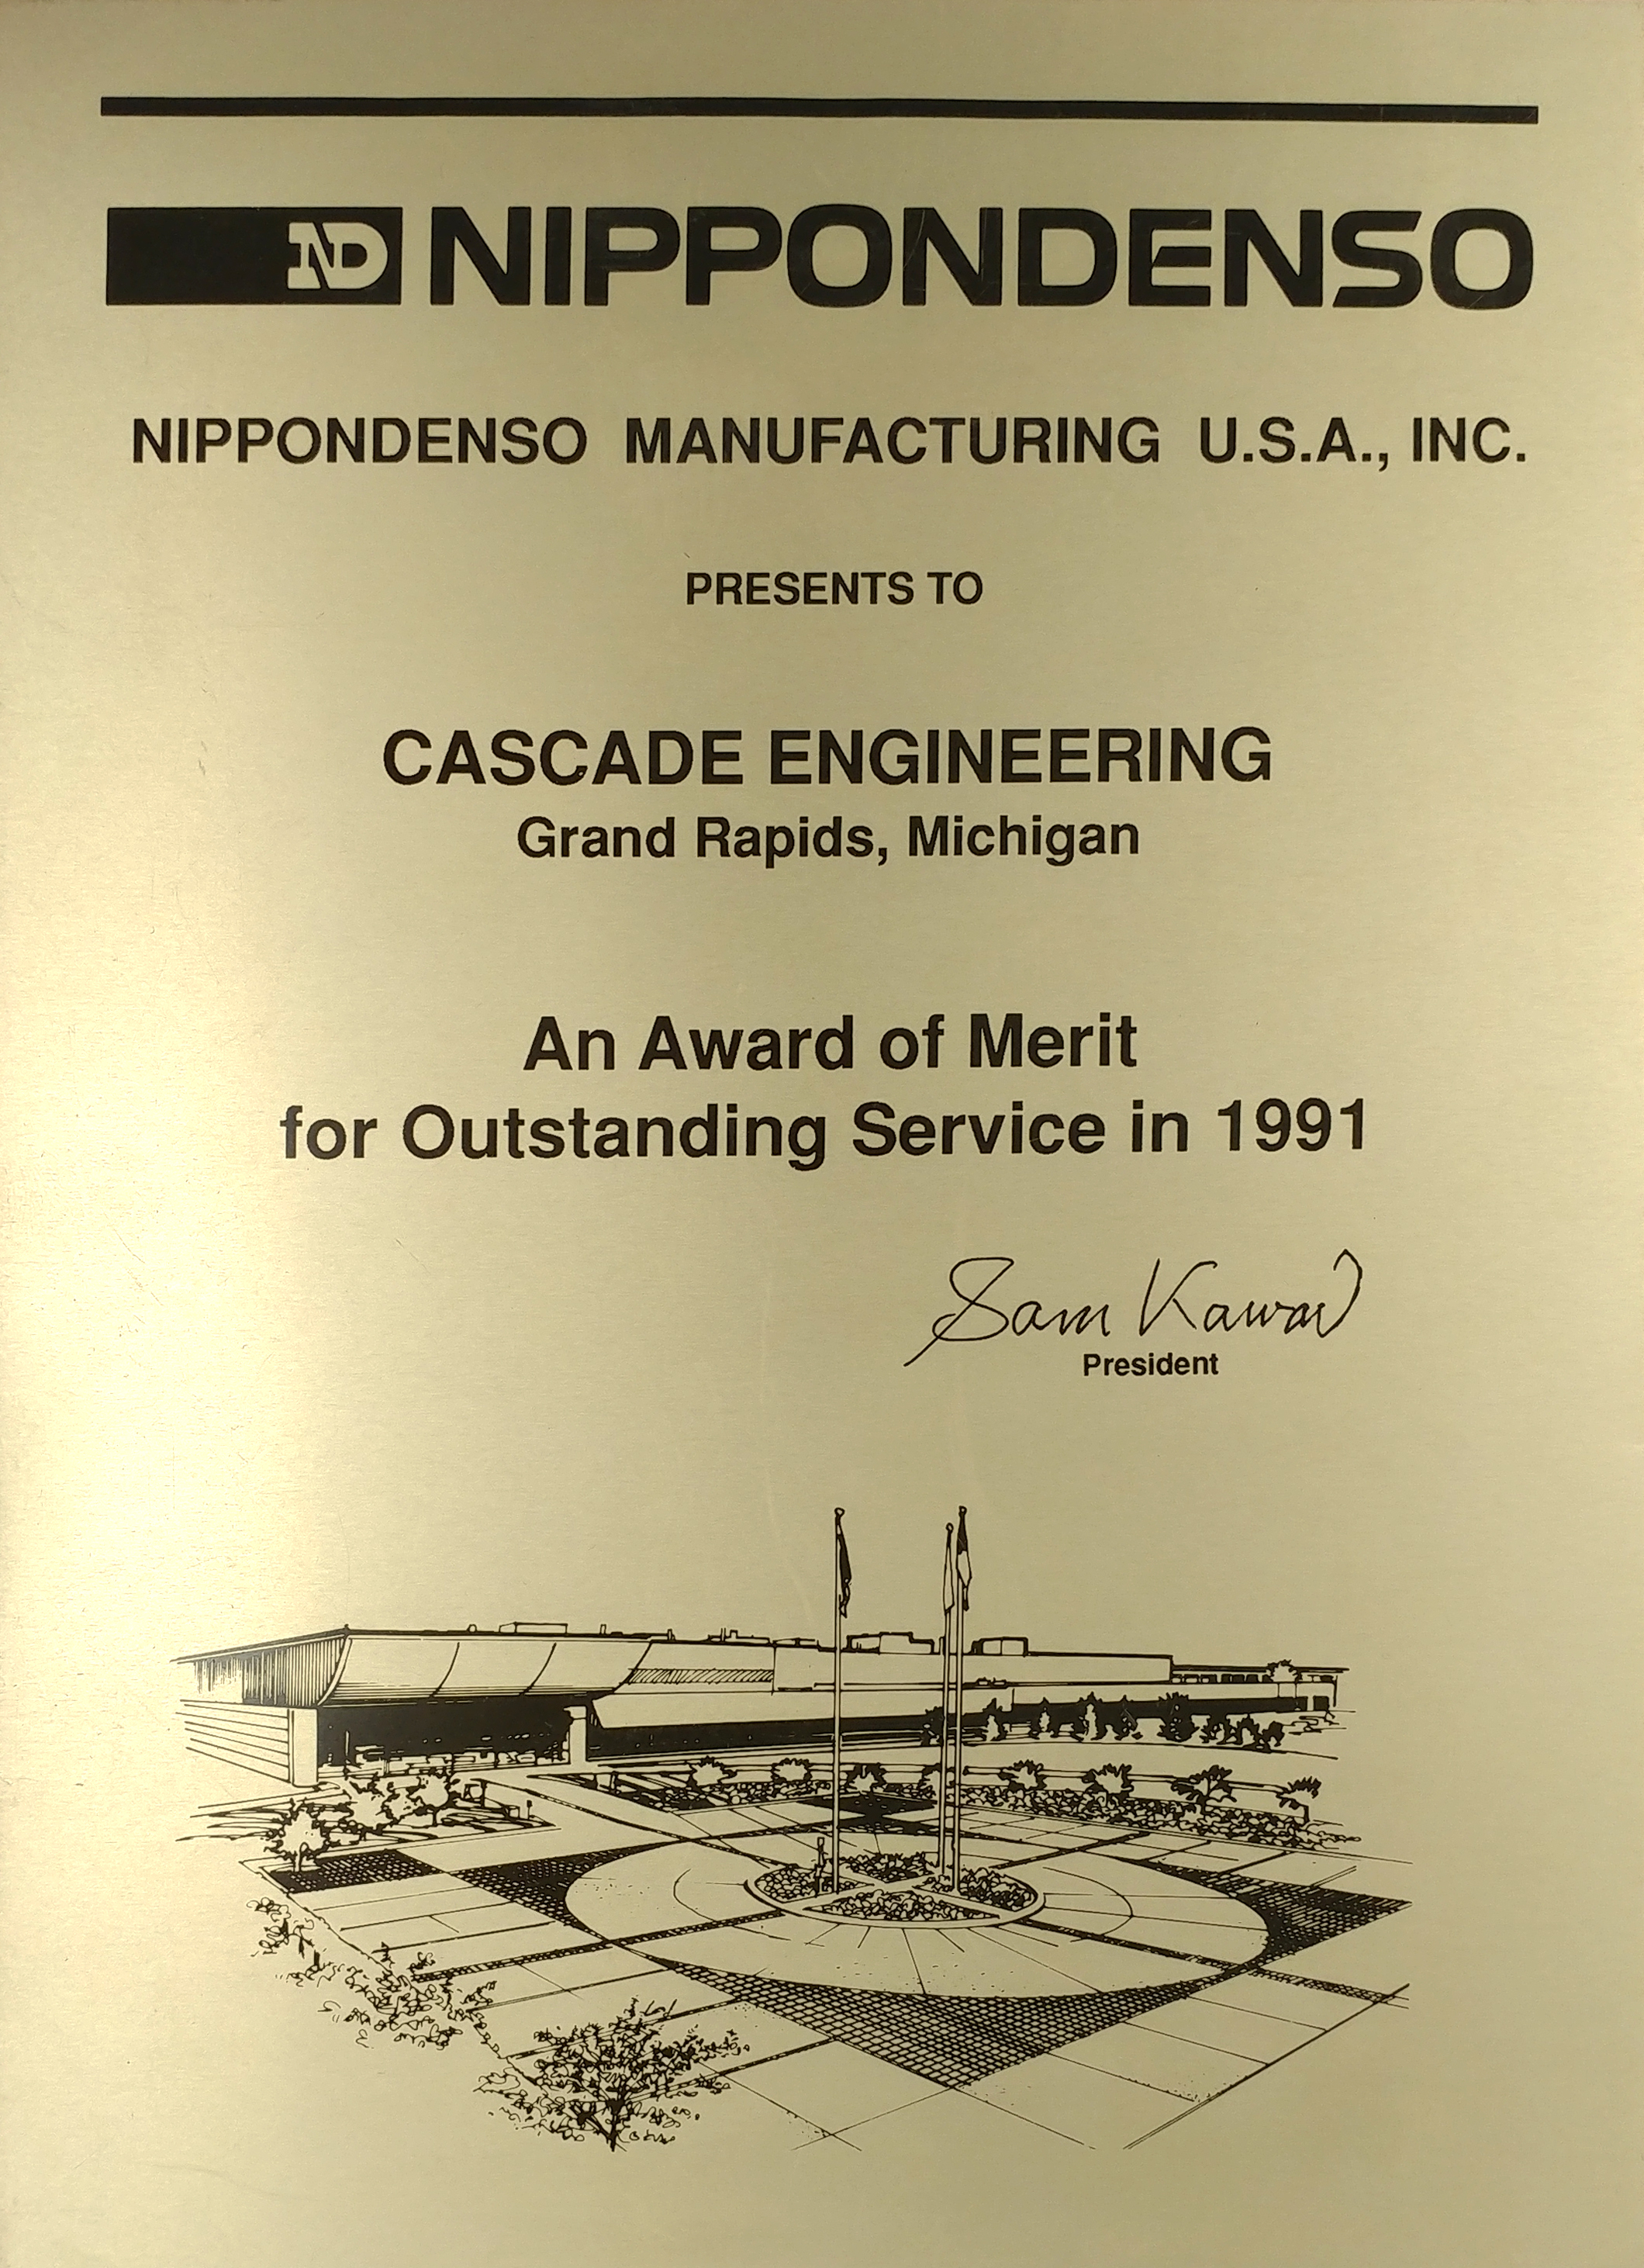 ND NIPPONDENSO
NIPPONDENSO MANUFACTURING U.S.A., INC.
PRESENTS TO
CASCADE ENGINEERING
Grand Rapids, Michigan
An Award of Merit
for Outstanding Service in 1991
Sam
President